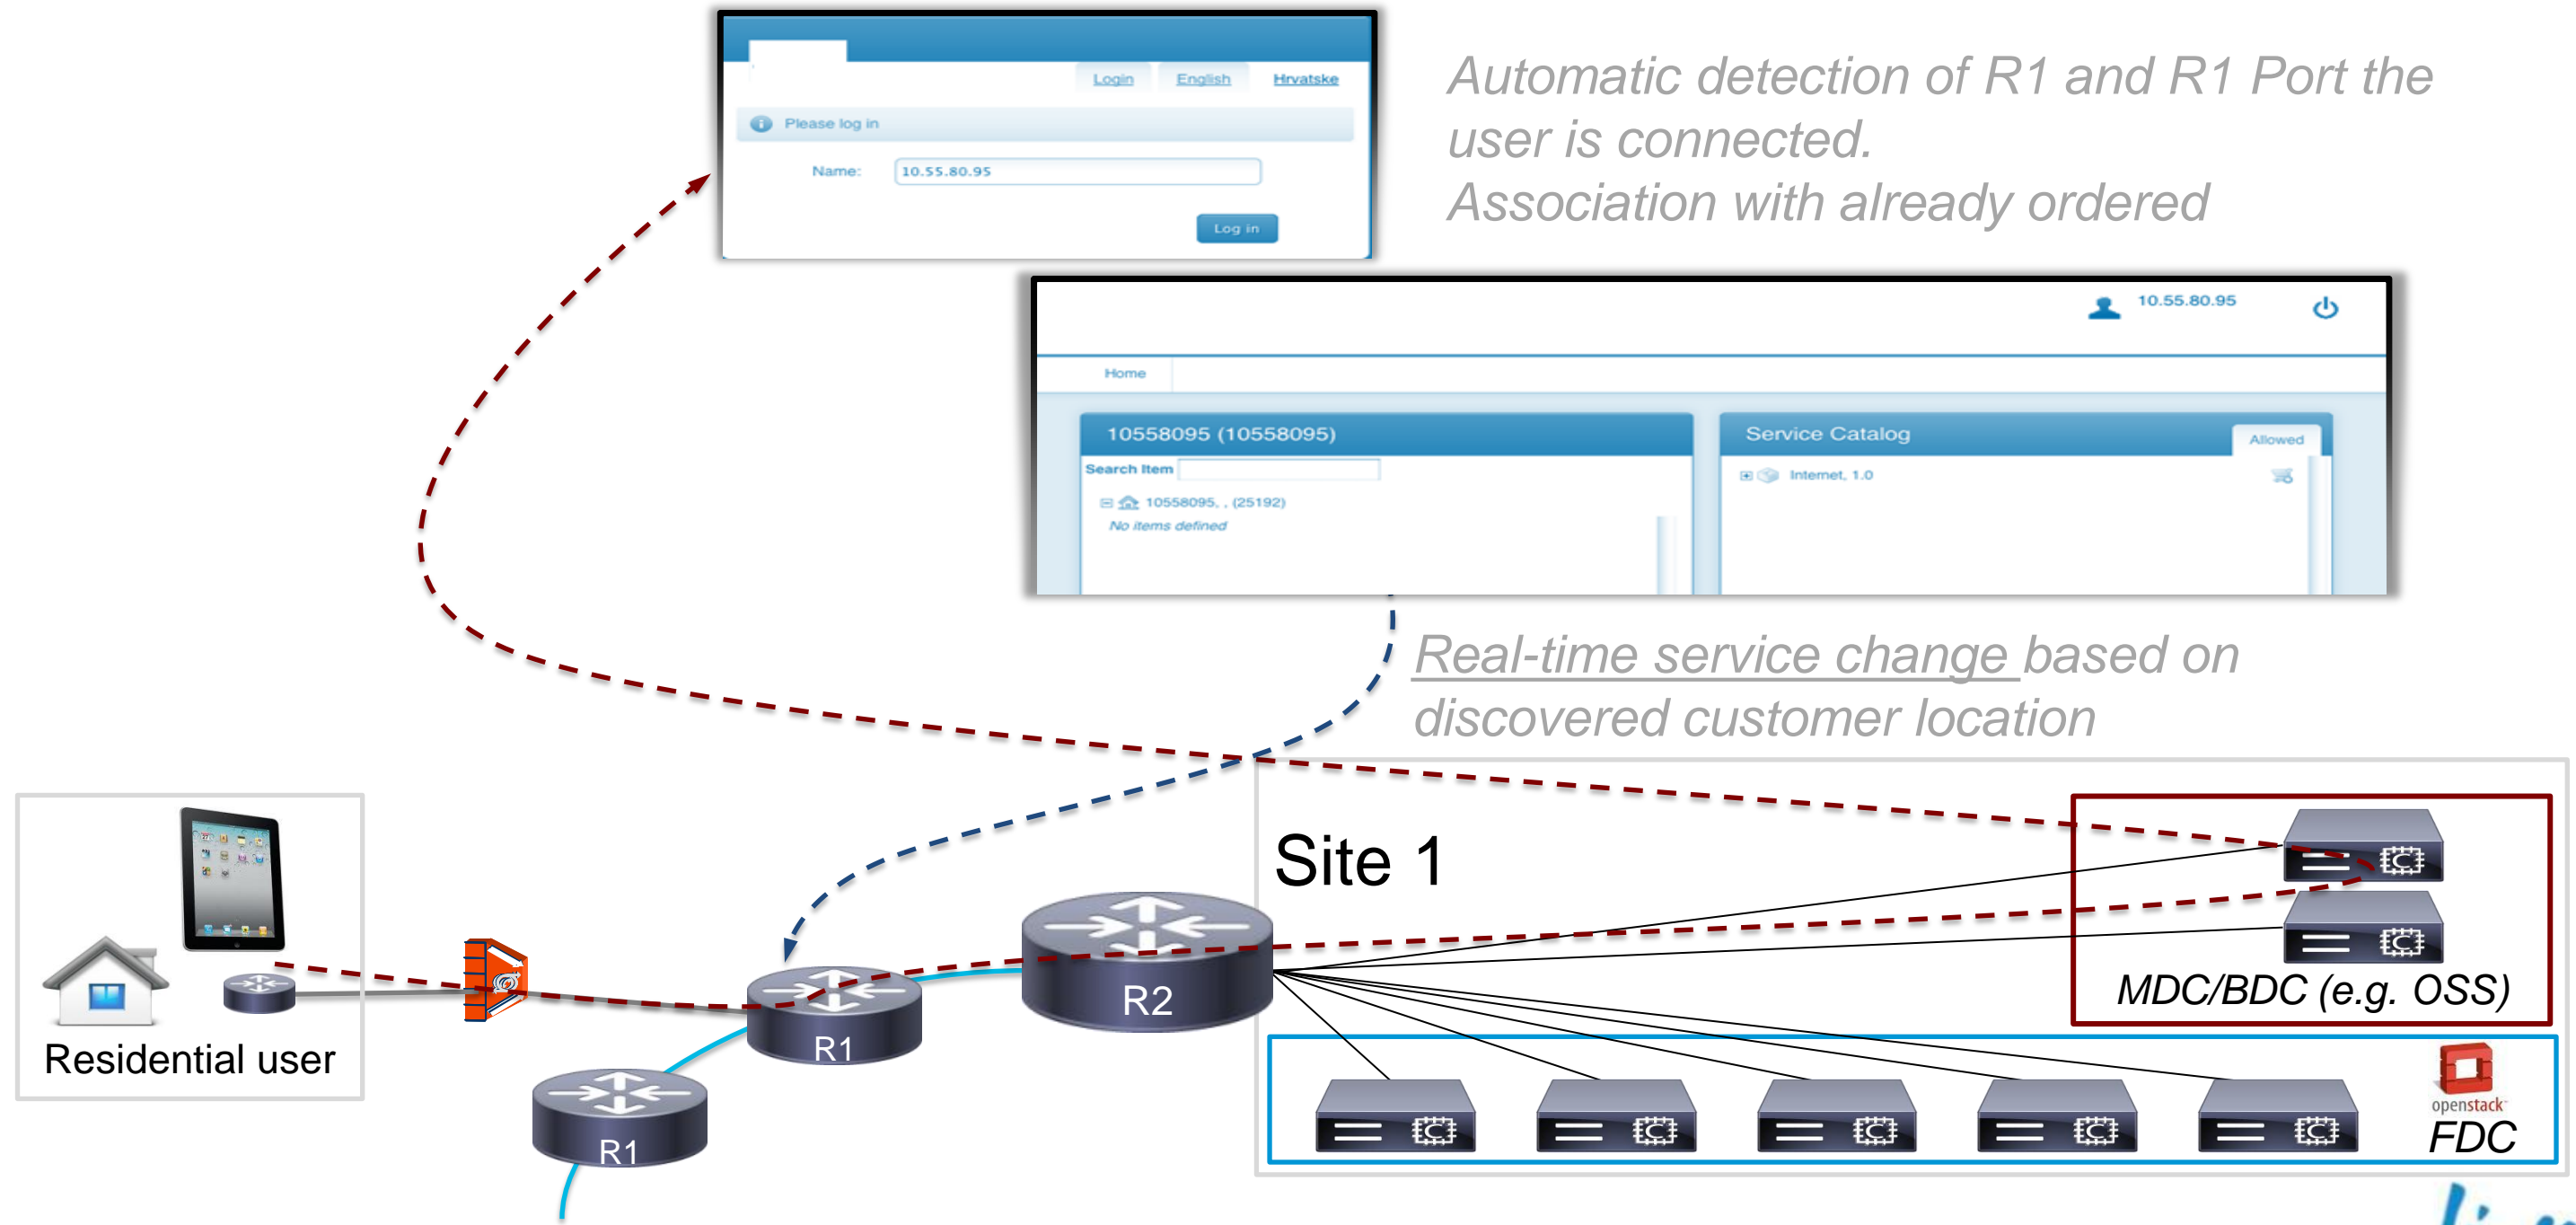 Login English Hrvatske
Please log in
Name: 10.55.80.95
Log in
Automatic detection of R1 and R1 Port the
user is connected.
Association with already ordered
10.55.80.95
Home
10558095 (10558095)
Search Item
10558095, , (25192)
No items defined
Service Catalog
Allowed
Internet, 1.0
Real-time service change based on
discovered customer location
Site 1
R2
R1
R1
Residential user
MDC/BDC (e.g. OSS)
openstack
FDC